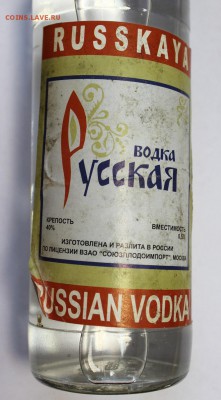 COINS.LAVE.RU
RUSSKAYA
водка
Русская
КРЕПОСТЬ
40%
ВМЕСТИМОСТЬ
ИЗГОТОВЛЕНА И РАЗЛИТА В РОССИИ
ПО ЛИЦЕНЗИИ ВЗАО "СОЮЗПЛОДОИМПОРТ", МОСКВА
RUSSIAN VODKA